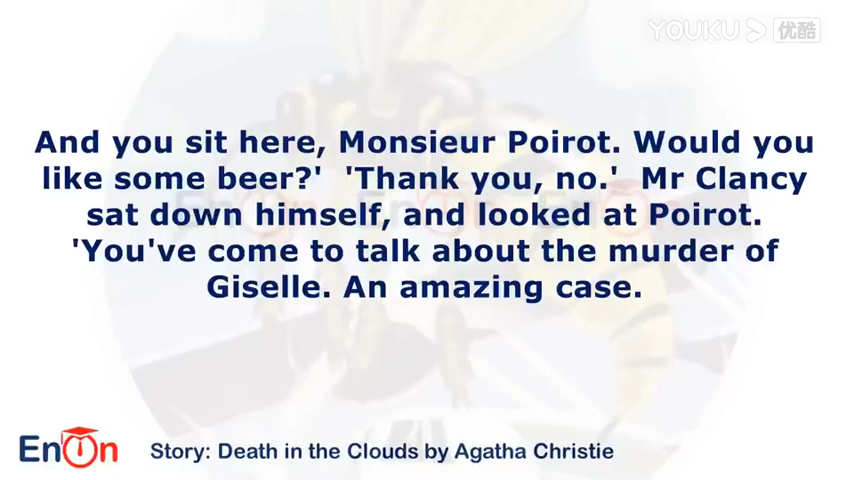 YOUKU 优酷
And you sit here, Monsieur Poirot. Would you
like some beer?'  'Thank you, no.'  Mr Clancy
sat down himself, and looked at Poirot.
'You've come to talk about the murder of
Giselle. An amazing case.
EnOn
Story: Death in the Clouds by Agatha Christie